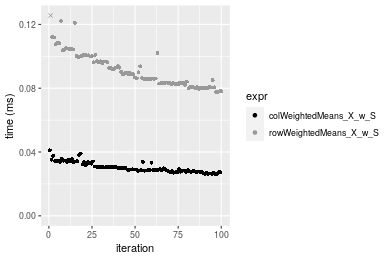 0.12
0.08
0.04
0.00
time (ms)
0
25
50
75
100
iteration
expr
colWeightedMeans_X_w_S
rowWeightedMeans_X_w_S